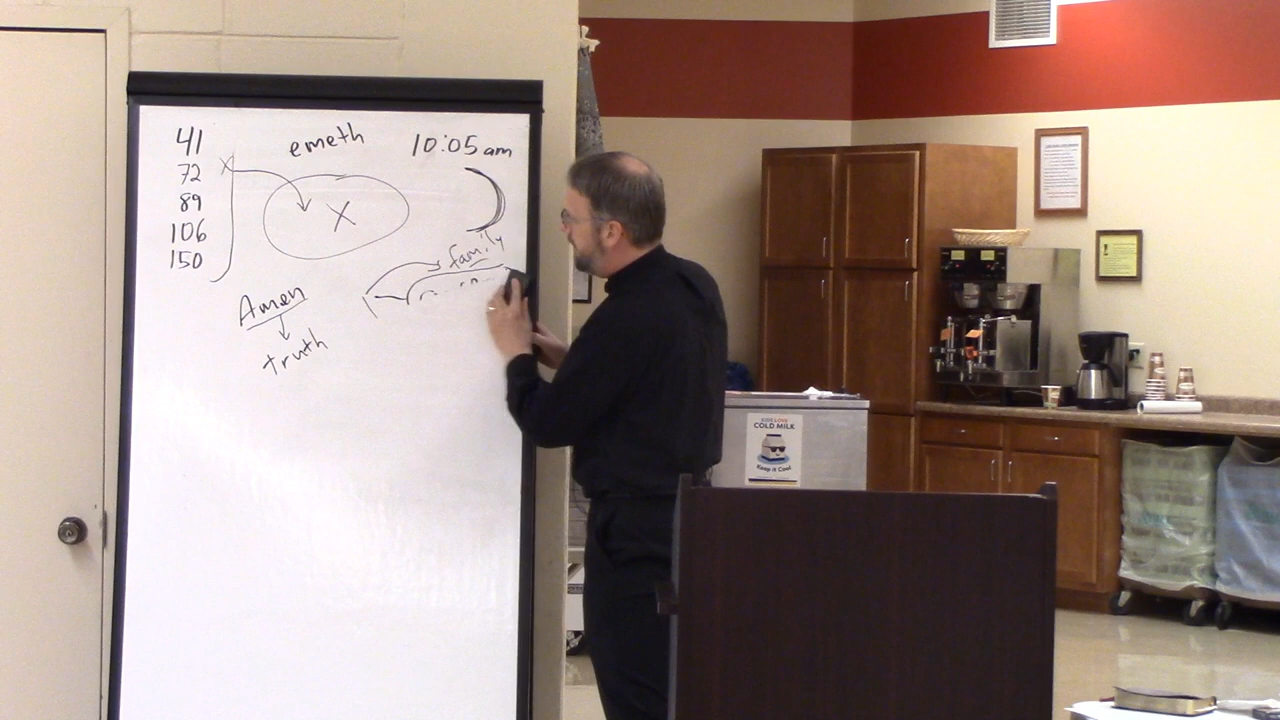 41
72
89
106
150
emeth
10:05 am
X
X
family
Amen
truth
KIDS LOVE
COLD MILK
Keep it Cool